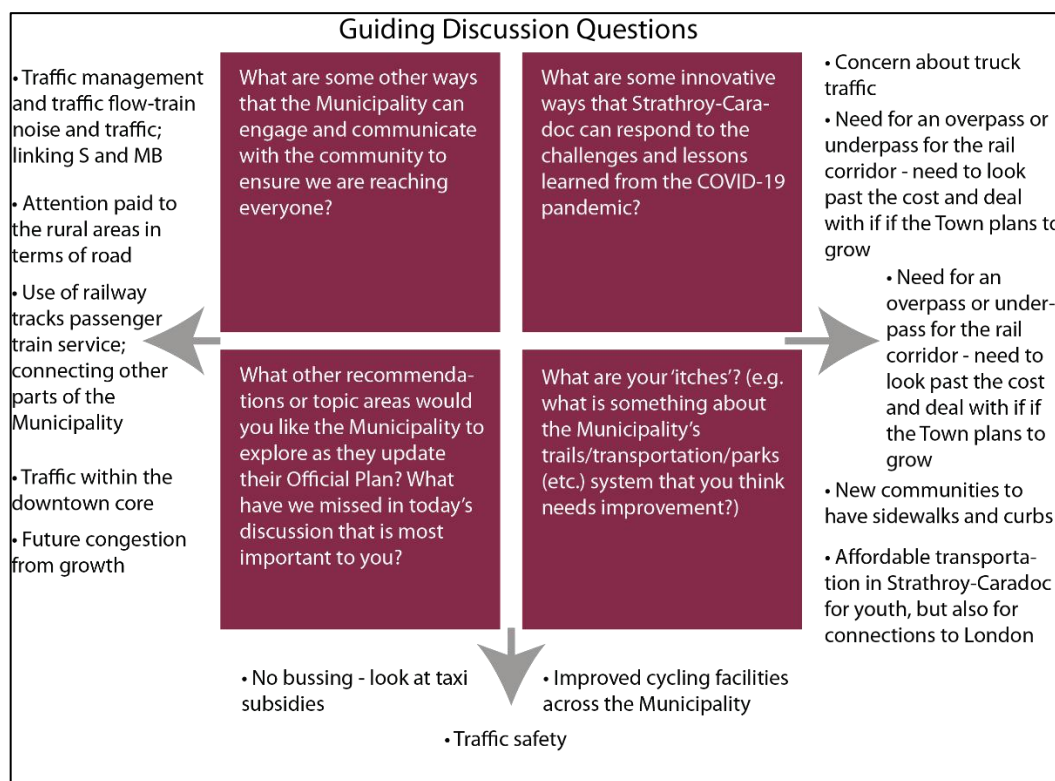 Guiding Discussion Questions
• Traffic management
and traffic flow-train
noise and traffic;
linking S and MB
• Attention paid to
the rural areas in
terms of road
• Use of railway
tracks passenger
train service;
connecting other
parts of the
Municipality
• Traffic within the
downtown core
• Future congestion
from growth
What are some other ways
that the Municipality can
engage and communicate
with the community to
ensure we are reaching
everyone?
What are some innovative
ways that Strathroy-Cara-
doc can respond to the
challenges and lessons
learned from the COVID-19
pandemic?
What other recommenda-
tions or topic areas would
you like the Municipality to
explore as they update
their Official Plan? What
have we missed in today's
discussion that is most
important to you?
What are your 'itches'? (e.g.
what is something about
the Municipality's
trails/transportation/parks
(etc.) system that you think
needs improvement?)
• Concern about truck
traffic
• Need for an overpass or
underpass for the rail
corridor - need to look
past the cost and deal
with if if the Town plans to
grow
• Need for an
overpass or under-
pass for the rail
corridor - need to
look past the cost
and deal with if if
the Town plans to
grow
• New communities to
have sidewalks and curbs
• Affordable transporta-
tion in Strathroy-Caradoc
for youth, but also for
connections to London
• No bussing - look at taxi
subsidies
• Improved cycling facilities
across the Municipality
• Traffic safety